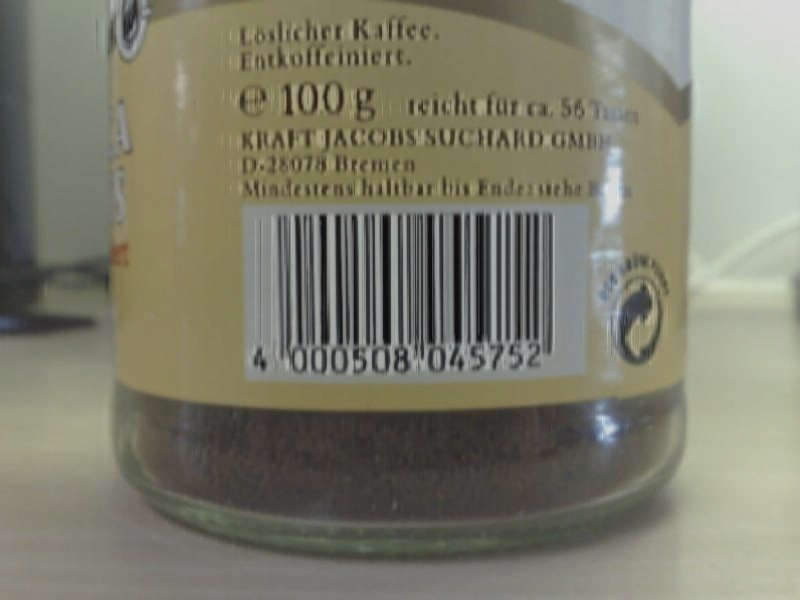 Löslicher Kaffee.
Entkoffeiniert.
℮ 100 g reicht für ca. 56 Tassen
KRAFT JACOBS SUCHARD GMBH
D-28078 Bremen
Mindestens haltbar bis Ende: siehe
4 000508 045752